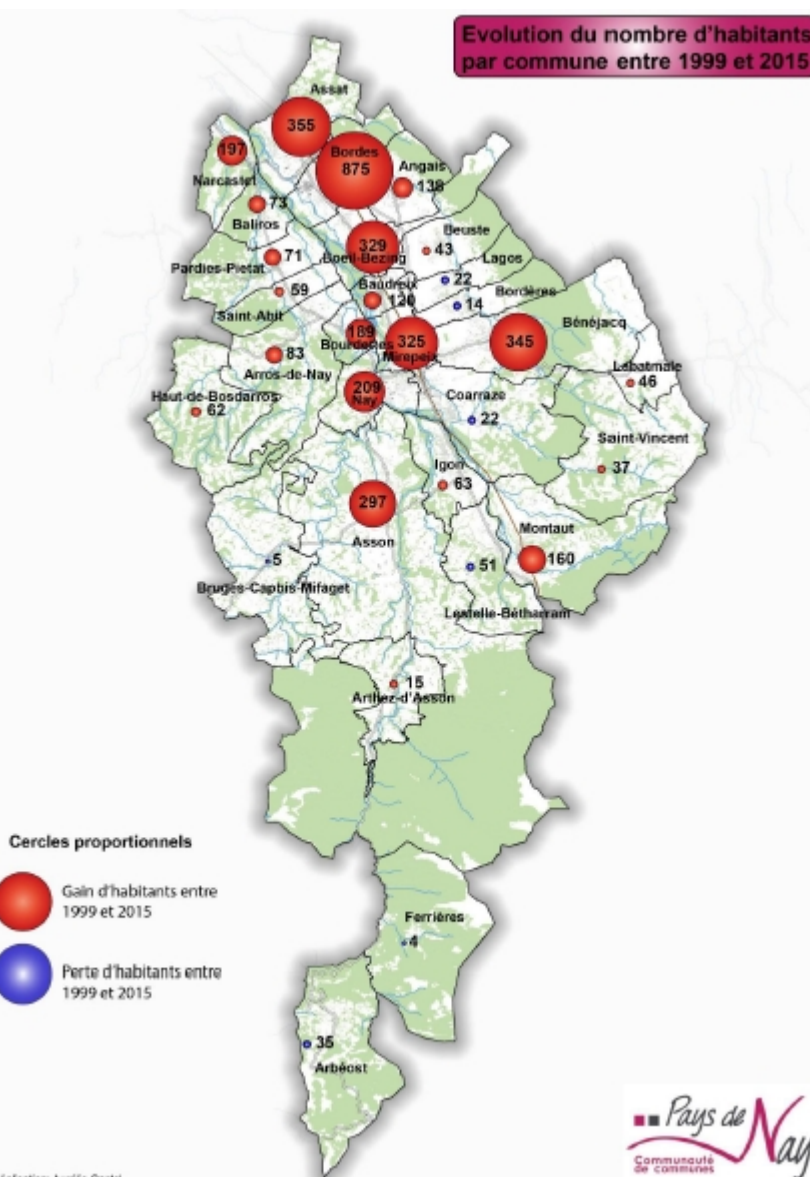 Evolution du nombre d'habitants
par commune entre 1999 et 2015
Assat
355
Bordes
875
197
Narcastet
Angais
138
73
Baliros
Beuste
43
329
Boeil-Bezing
Lagos
71
Pardies-Pietat
22
Baudreix
120
Bordères
14
59
Saint-Abit
189
Bourdettes
325
Mirepeix
345
Bénéjacq
83
Arros-de-Nay
Labatmale
46
209
Nay
Coarraze
22
Haut-de-Bosdarros
62
Saint-Vincent
37
Igon
63
297
Asson
Montaut
160
5
Bruges-Capbis-Mifaget
51
Lestelle-Bétharram
15
Arthez-d'Asson
Cercles proportionnels
Gain d'habitants entre
1999 et 2015
Perte d'habitants entre
1999 et 2015
Ferrières
4
35
Arbéost
Pays de
Nay
Communauté
de communes